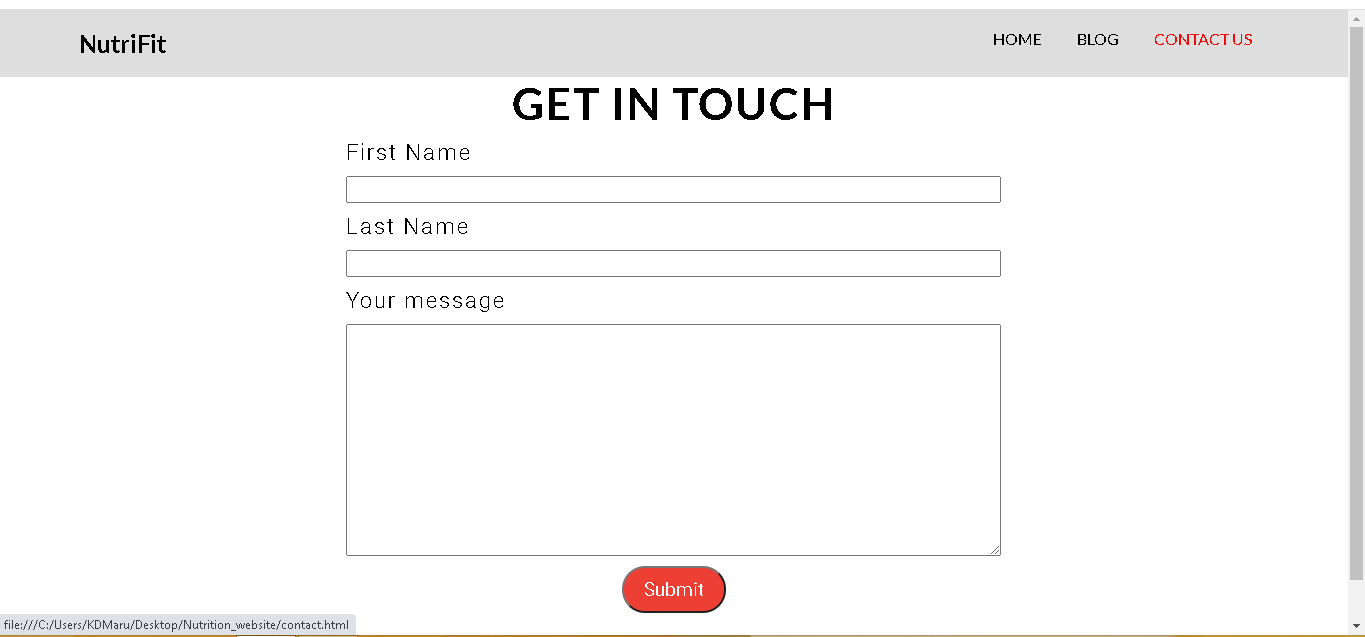 NutriFit
HOME BLOG CONTACT US
GET IN TOUCH
First Name
Last Name
Your message
Submit
file:///C:/Users/KDMaru/Desktop/Nutrition_website/contact.html